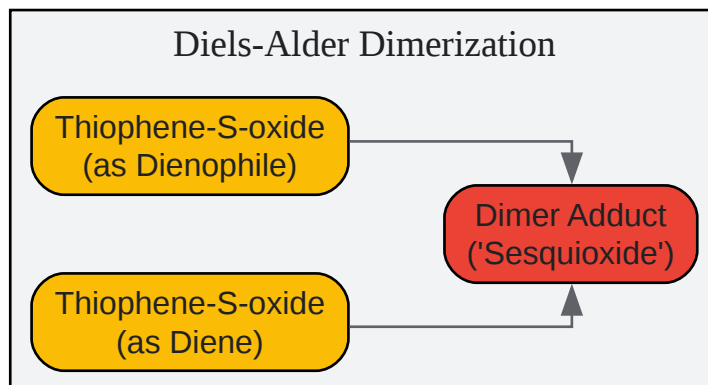 Diels-Alder Dimerization
Thiophene-S-oxide
(as Dienophile)
Dimer Adduct
('Sesquioxide')
Thiophene-S-oxide
(as Diene)